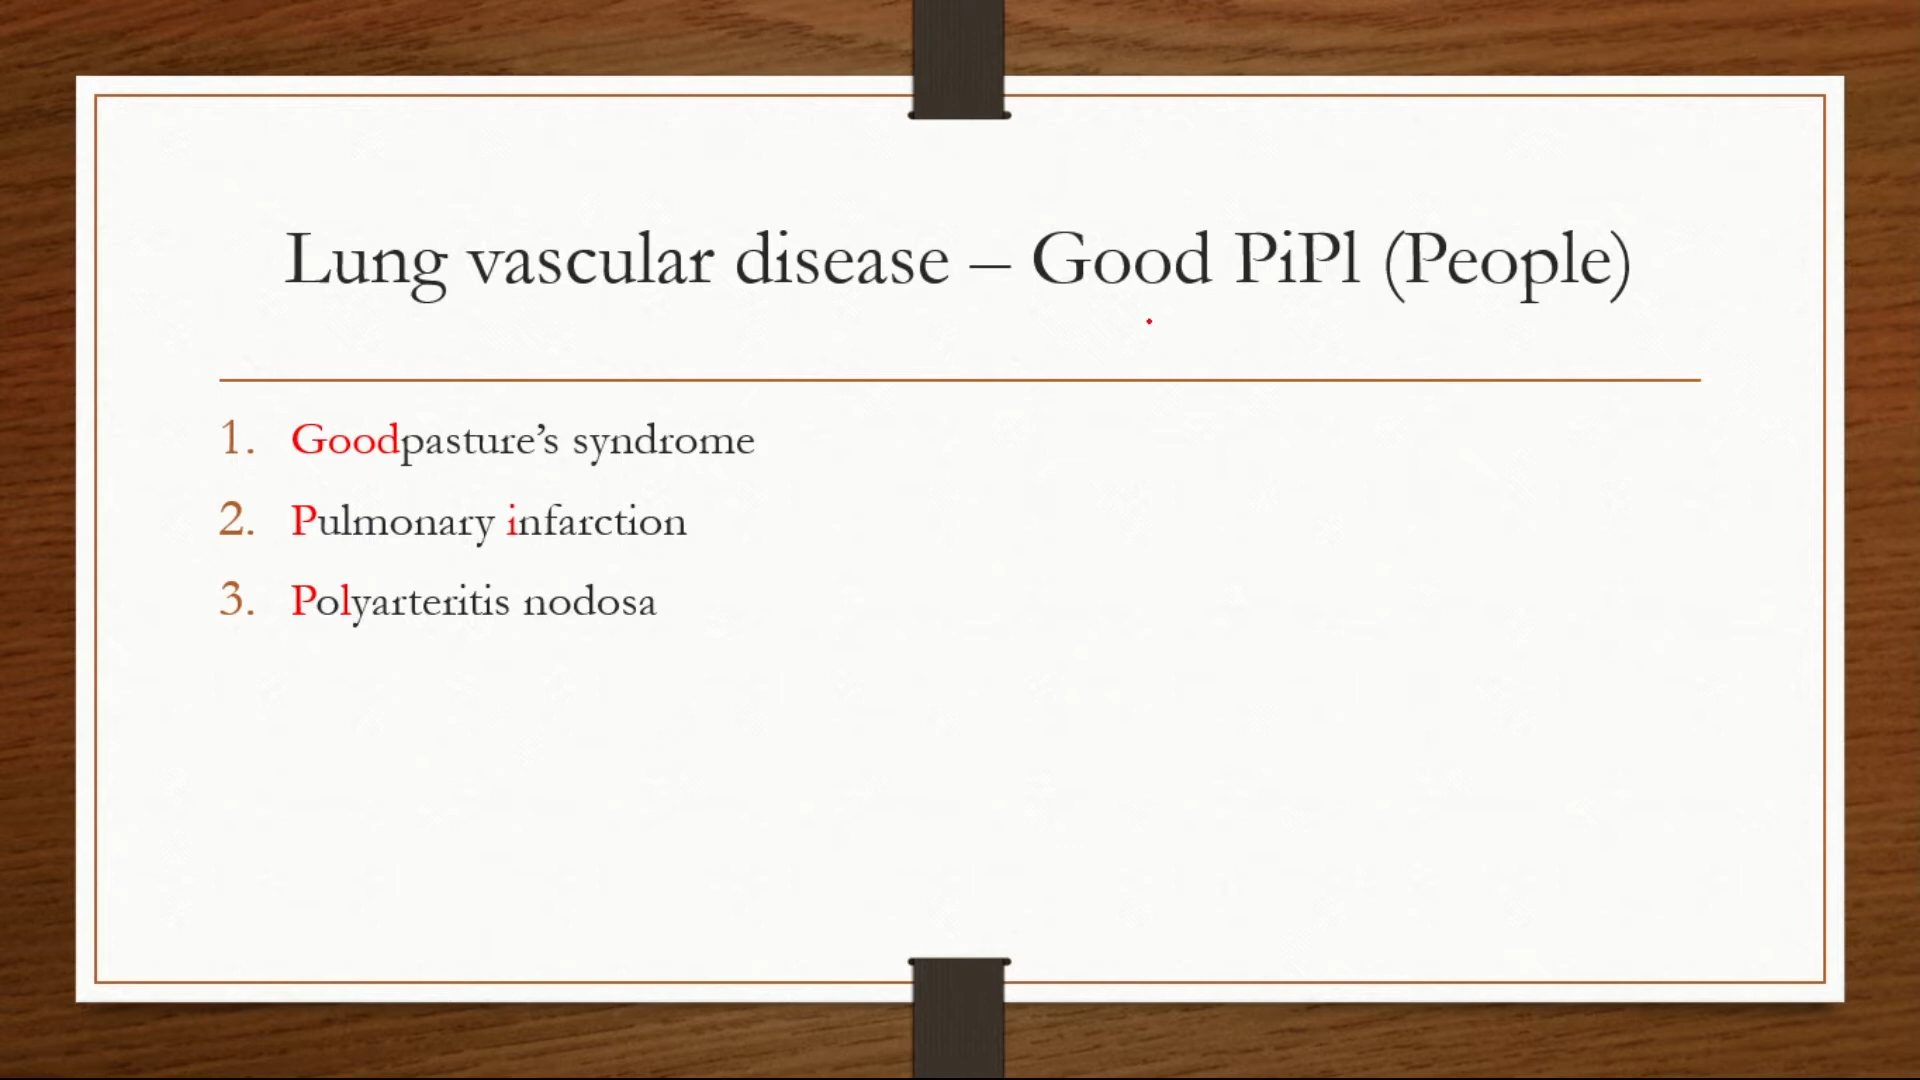 Lung vascular disease – Good PiPl (People)
1. Goodpasture’s syndrome
2. Pulmonary infarction
3. Polyarteritis nodosa